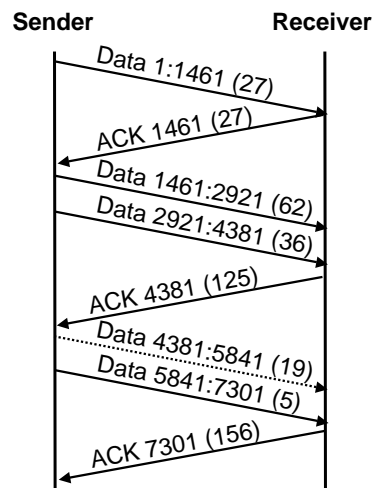 Sender Receiver
Data 1:1461 (27)
ACK 1461 (27)
Data 1461:2921 (62)
Data 2921:4381 (36)
ACK 4381 (125)
Data 4381:5841 (19)
Data 5841:7301 (5)
ACK 7301 (156)